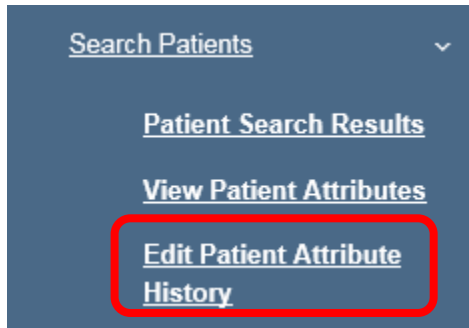 Search Patients
Patient Search Results
View Patient Attributes
Edit Patient Attribute
History